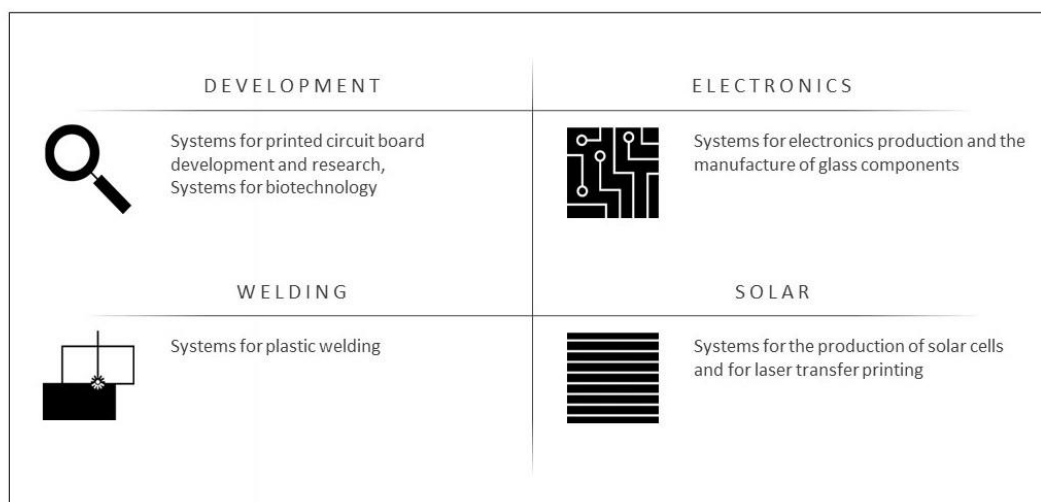 DEVELOPMENT
Systems for printed circuit board
development and research,
Systems for biotechnology
ELECTRONICS
Systems for electronics production and the
manufacture of glass components
WELDING
Systems for plastic welding
SOLAR
Systems for the production of solar cells
and for laser transfer printing